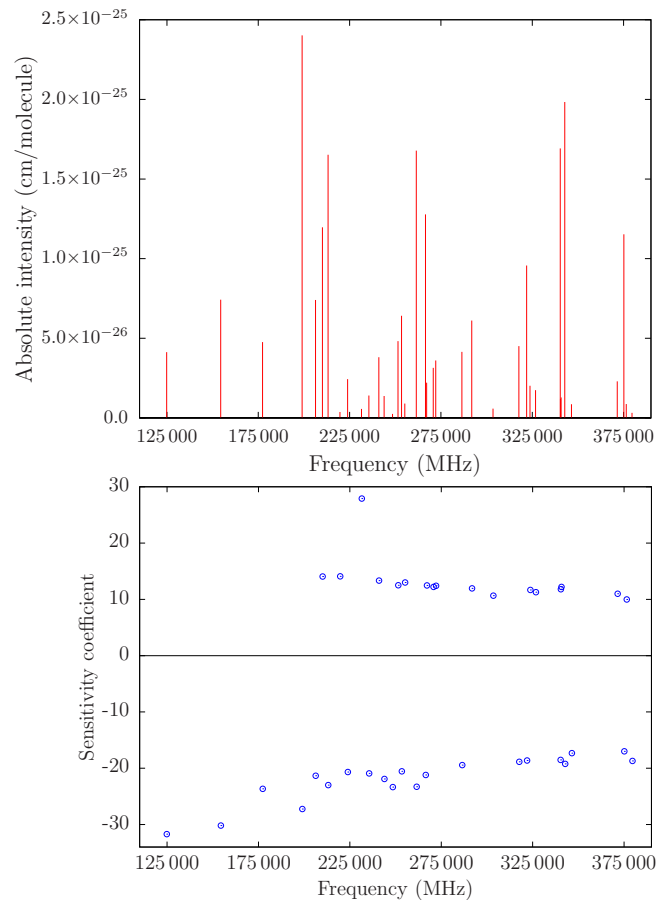 2.5×10⁻²⁵
2.0×10⁻²⁵
1.5×10⁻²⁵
1.0×10⁻²⁵
5.0×10⁻²⁶
0.0
Absolute intensity (cm/molecule)
125 000 175 000 225 000 275 000 325 000 375 000
Frequency (MHz)
30
20
10
0
-10
-20
-30
Sensitivity coefficient
125 000 175 000 225 000 275 000 325 000 375 000
Frequency (MHz)